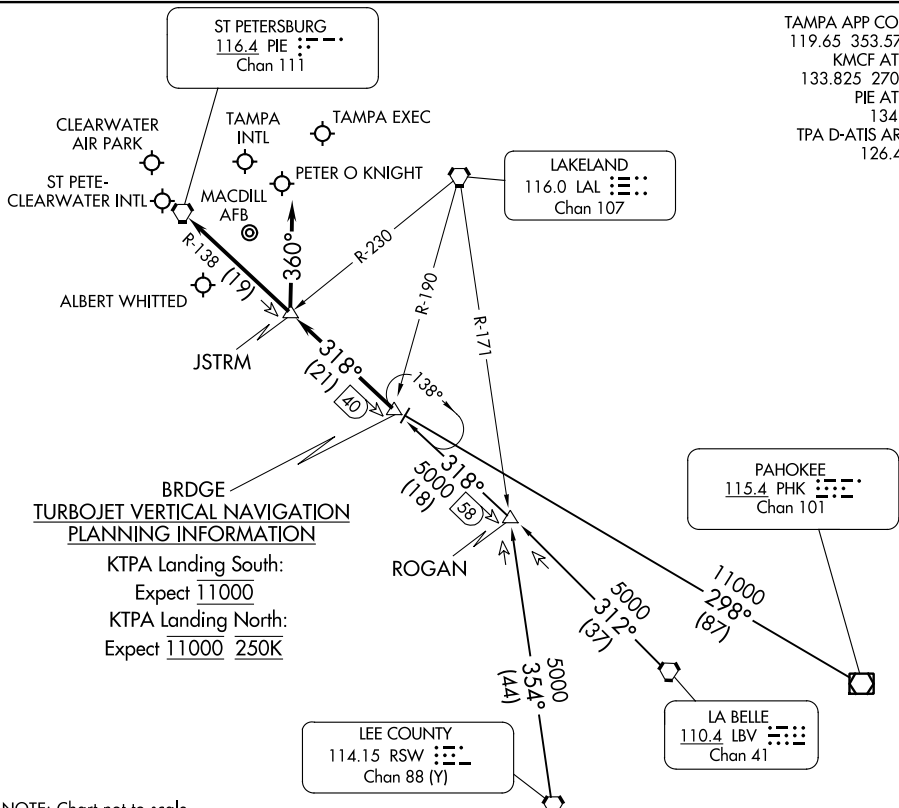 ST PETERSBURG
116.4 PIE
Chan 111
TAMPA APP CO
119.65 353.57
KMCF AT
133.825 270
PIE AT
134
TPA D-ATIS AR
126.4
CLEARWATER
AIR PARK
TAMPA
INTL
TAMPA EXEC
ST PETE-
CLEARWATER INTL
MACDILL
AFB
PETER O KNIGHT
LAKELAND
116.0 LAL
Chan 107
R-138
(19)
360°
R-230
R-190
R-171
ALBERT WHITTED
JSTRM
318°
(21)
40
138°
BRDGE
318°
5000
(18)
58
ROGAN
TURBOJET VERTICAL NAVIGATION
PLANNING INFORMATION
KTPA Landing South:
Expect 11000
KTPA Landing North:
Expect 11000 250K
PAHOKEE
115.4 PHK
Chan 101
11000
298°
(87)
5000
312°
(37)
5000
354°
(44)
LA BELLE
110.4 LBV
Chan 41
LEE COUNTY
114.15 RSW
Chan 88 (Y)
NOTE: Chart not to scale